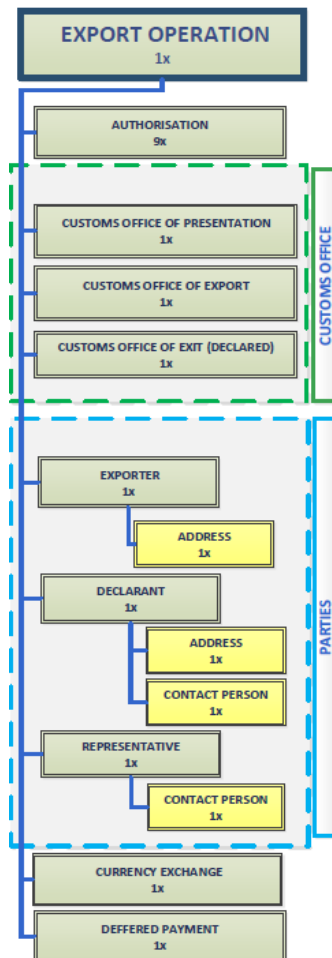 EXPORT OPERATION
1x
AUTHORISATION
9x
CUSTOMS OFFICE OF PRESENTATION
1x
CUSTOMS OFFICE OF EXPORT
1x
CUSTOMS OFFICE OF EXIT (DECLARED)
1x
CUSTOMS OFFICE
EXPORTER
1x
ADDRESS
1x
DECLARANT
1x
ADDRESS
1x
CONTACT PERSON
1x
REPRESENTATIVE
1x
CONTACT PERSON
1x
PARTIES
CURRENCY EXCHANGE
1x
DEFFERED PAYMENT
1x